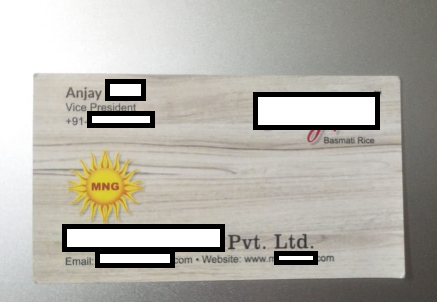 Anjay
Vice President
+91-
Basmati Rice
MNG
Pvt. Ltd.
Email: com • Website: www.m com